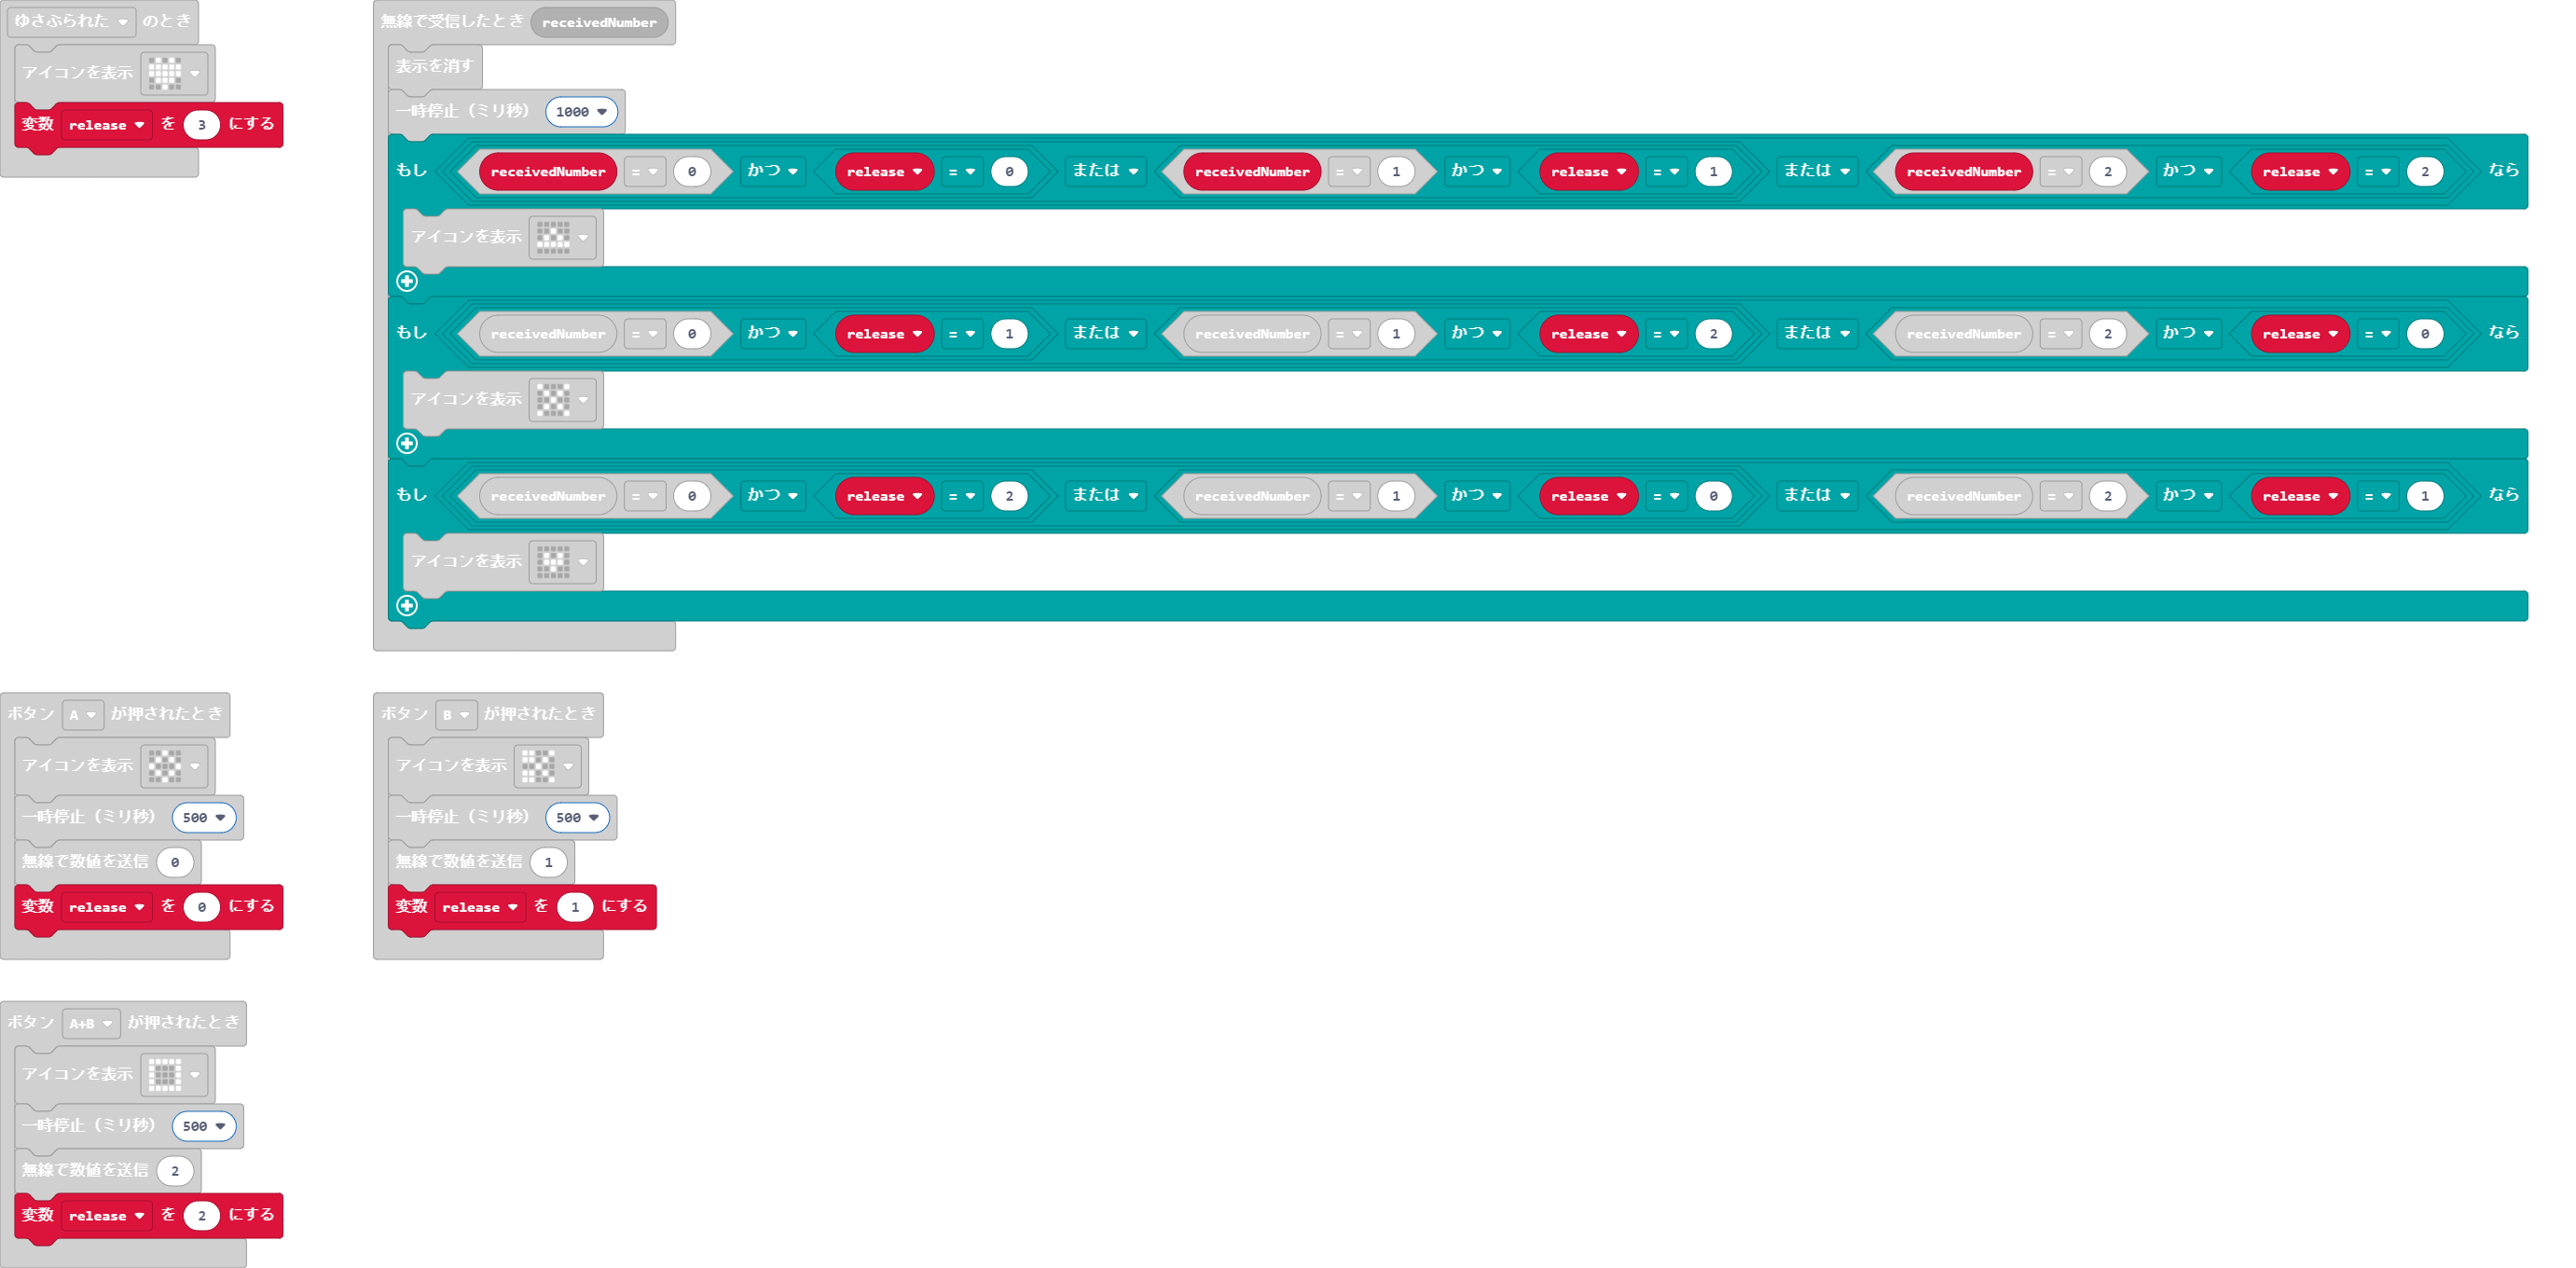 ゆさぶられた のとき
アイコンを表示
変数 release を 3 にする
無線で受信したとき receivedNumber
表示を消す
一時停止（ミリ秒） 1000
もし receivedNumber = 0 かつ release = 0 または receivedNumber = 1 かつ release = 1 または receivedNumber = 2 かつ release = 2 なら
アイコンを表示
もし receivedNumber = 0 かつ release = 1 または receivedNumber = 1 かつ release = 2 または receivedNumber = 2 かつ release = 0 なら
アイコンを表示
もし receivedNumber = 0 かつ release = 2 または receivedNumber = 1 かつ release = 0 または receivedNumber = 2 かつ release = 1 なら
アイコンを表示
ボタン A が押されたとき
アイコンを表示
一時停止（ミリ秒） 500
無線で数値を送信 0
変数 release を 0 にする
ボタン B が押されたとき
アイコンを表示
一時停止（ミリ秒） 500
無線で数値を送信 1
変数 release を 1 にする
ボタン A+B が押されたとき
アイコンを表示
一時停止（ミリ秒） 500
無線で数値を送信 2
変数 release を 2 にする